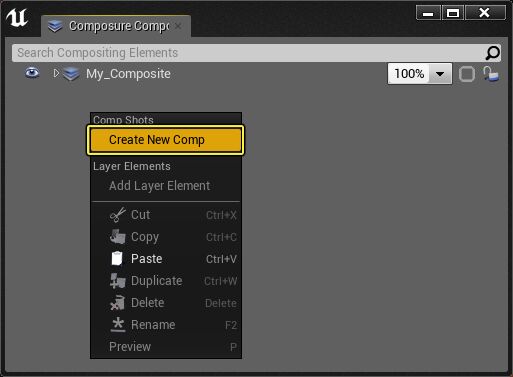 Composure Compo
Search Compositing Elements
My_Composite 100%
Comp Shots
Create New Comp
Layer Elements
Add Layer Element
Cut Ctrl+X
Copy Ctrl+C
Paste Ctrl+V
Duplicate Ctrl+W
Delete Delete
Rename F2
Preview P